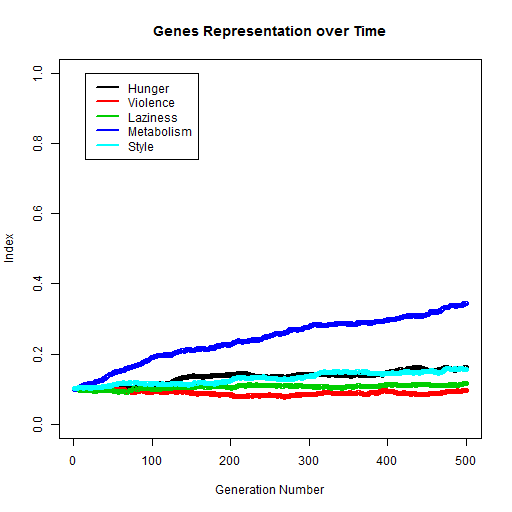 Genes Representation over Time
Hunger
Violence
Laziness
Metabolism
Style
1.0
0.8
0.6
0.4
0.2
0.0
Index
0 100 200 300 400 500
Generation Number